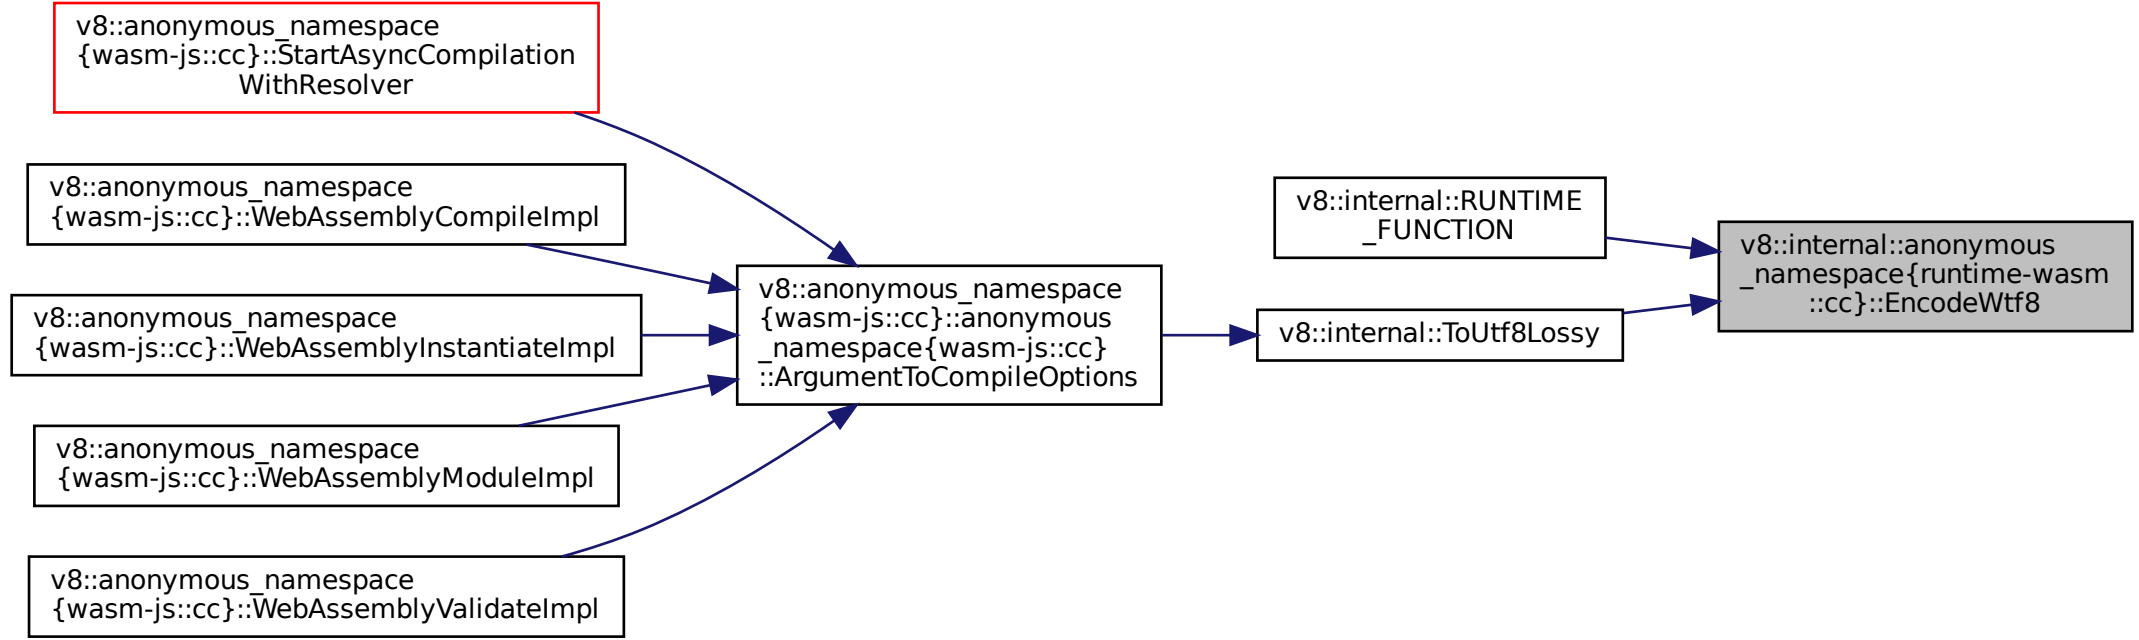 v8::anonymous_namespace
{wasm-js::cc}::StartAsyncCompilation
WithResolver
v8::anonymous_namespace
{wasm-js::cc}::WebAssemblyCompileImpl
v8::anonymous_namespace
{wasm-js::cc}::WebAssemblyInstantiateImpl
v8::anonymous_namespace
{wasm-js::cc}::WebAssemblyModuleImpl
v8::anonymous_namespace
{wasm-js::cc}::WebAssemblyValidateImpl
v8::anonymous_namespace
{wasm-js::cc}::anonymous
_namespace{wasm-js::cc}
::ArgumentToCompileOptions
v8::internal::RUNTIME
_FUNCTION
v8::internal::ToUtf8Lossy
v8::internal::anonymous
_namespace{runtime-wasm
::cc}::EncodeWtf8